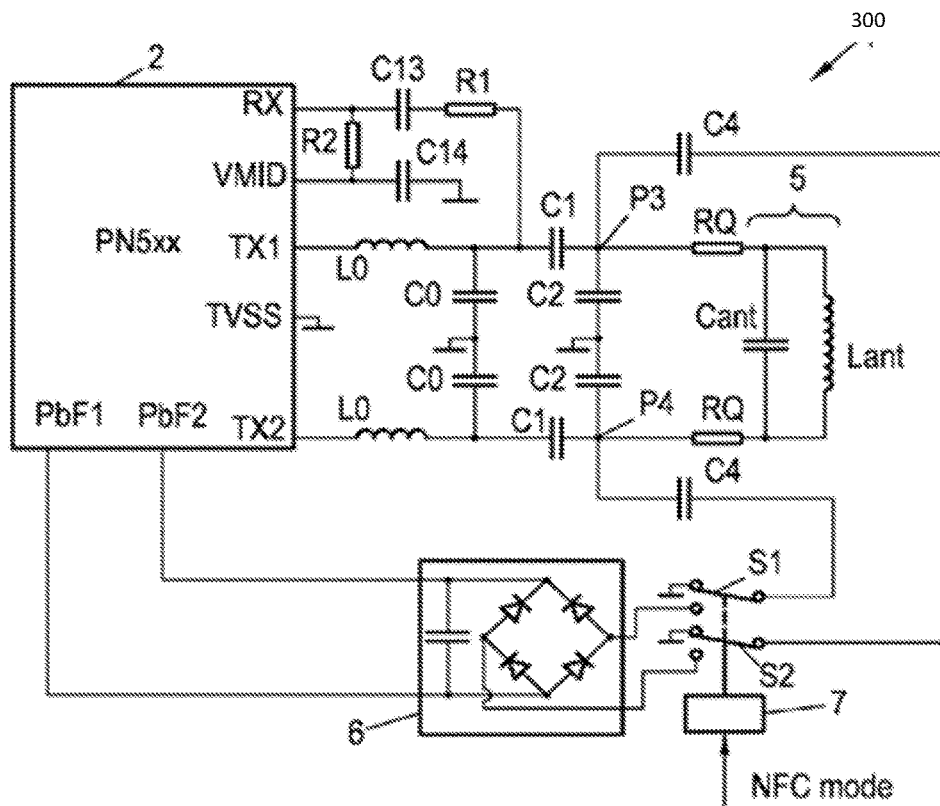 300
2
RX
C13
R1
R2
C14
VMID
C4
PN5xx
C1
P3
RQ
5
TX1
L0
C0
C2
Cant
Lant
TVSS
C0
C2
PbF1
PbF2
TX2
L0
C1
P4
RQ
C4
S1
S2
6
7
NFC mode